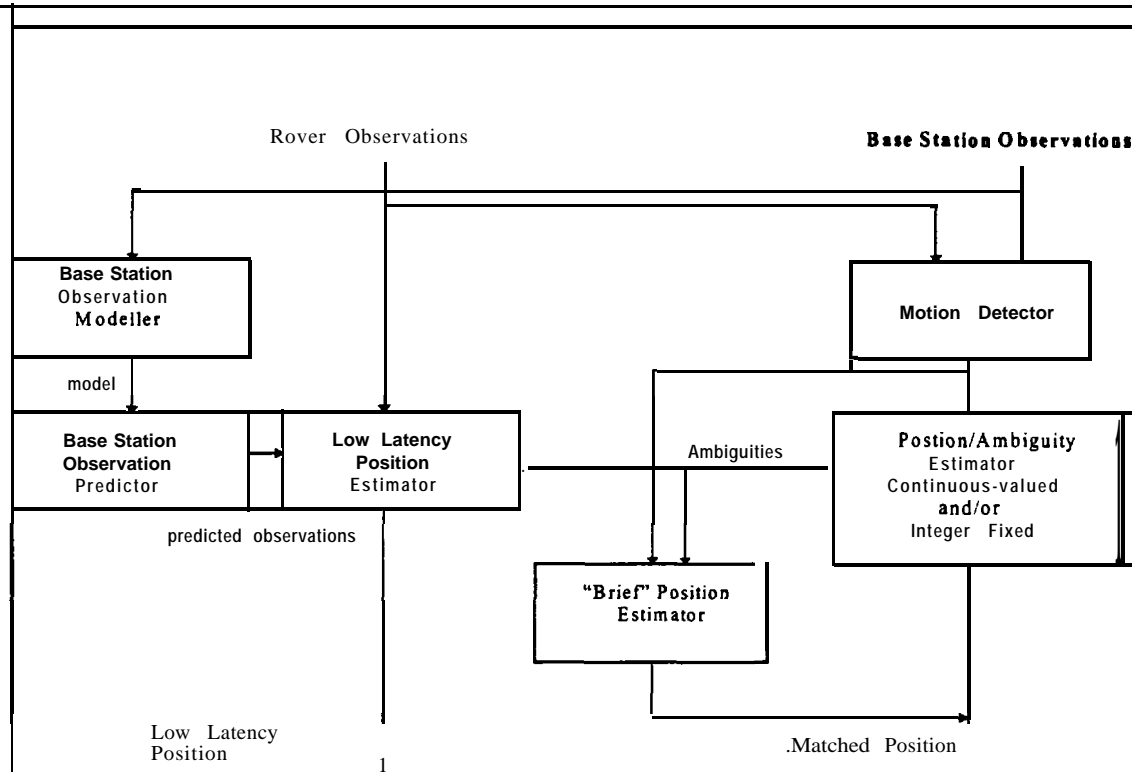 Rover Observations
Base Station Observations
Base Station
Observation
Modeller
Motion Detector
model
Base Station
Observation
Predictor
Low Latency
Position
Estimator
Ambiguities
Postion/Ambiguity
Estimator
Continuous-valued
and/or
Integer Fixed
predicted observations
“Brief” Position
Estimator
Low Latency
Position
1
.Matched Position